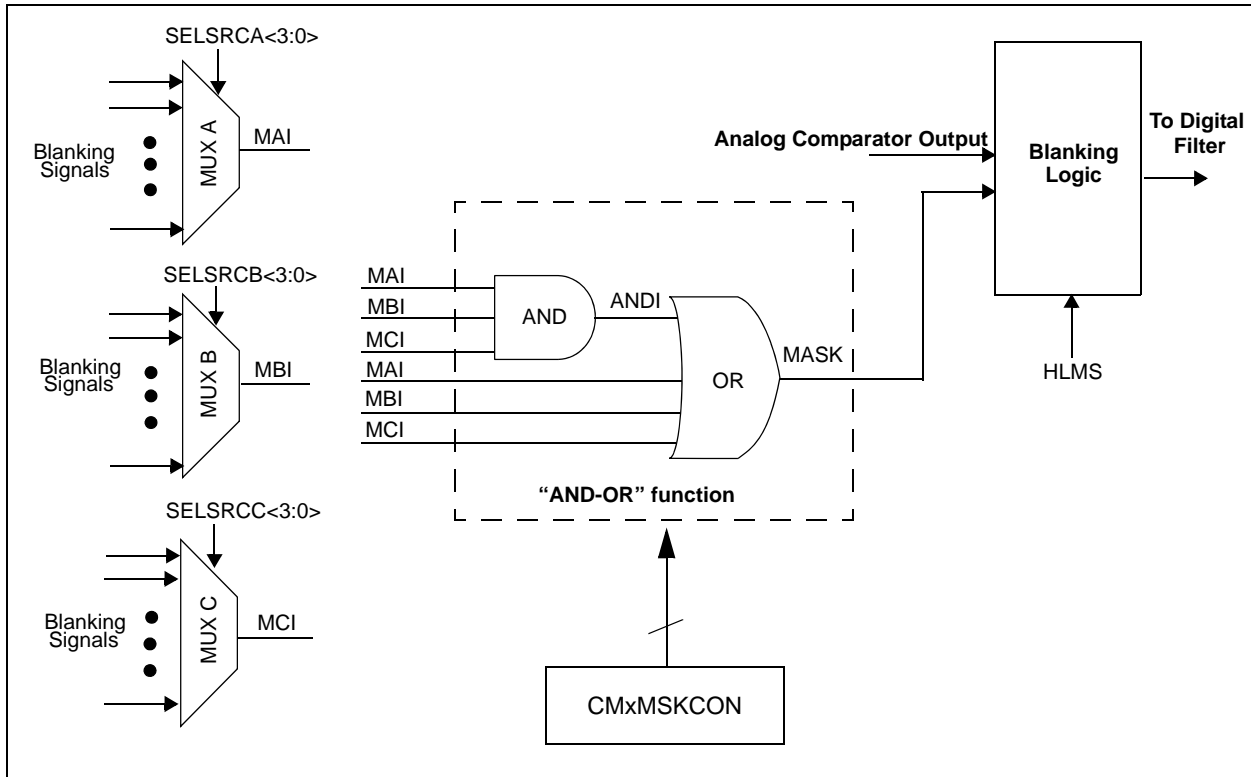 SELSRCA<3:0>
Blanking
Signals
MUX A
MAI
SELSRCB<3:0>
Blanking
Signals
MUX B
MBI
SELSRCC<3:0>
Blanking
Signals
MUX C
MCI
MAI
MBI
MCI
MAI
MBI
MCI
AND
ANDI
OR
MASK
“AND-OR” function
CMxMSKCON
Analog Comparator Output
Blanking
Logic
To Digital
Filter
HLMS